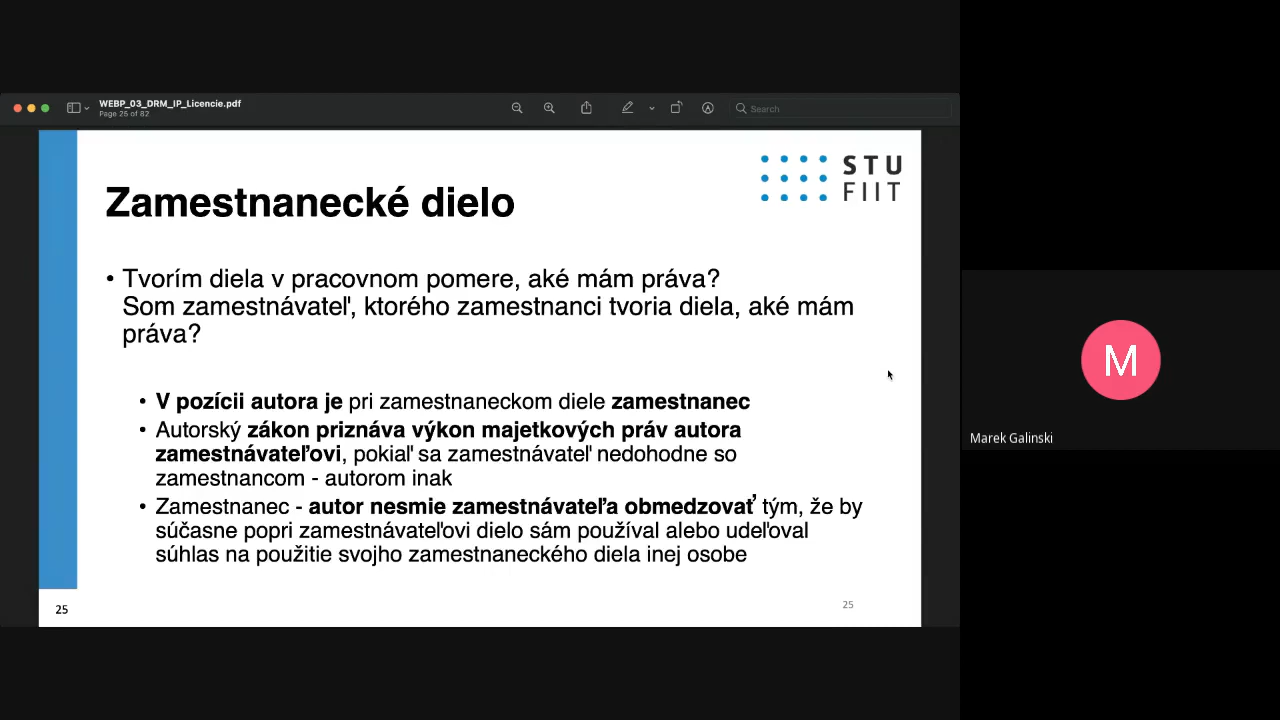 WEBP_03_DRM_IP_Licencie.pdf
Page 25 of 82
Search
STU
FIIT
Zamestnanecké dielo
• Tvorím diela v pracovnom pomere, aké mám práva?
Som zamestnávateľ, ktorého zamestnanci tvoria diela, aké mám
práva?
• V pozícii autora je pri zamestnaneckom diele zamestnanec
• Autorský zákon priznáva výkon majetkových práv autora
zamestnávateľovi, pokiaľ sa zamestnávateľ nedohodne so
zamestnancom - autorom inak
• Zamestnanec - autor nesmie zamestnávateľa obmedzovať tým, že by
súčasne popri zamestnávateľovi dielo sám používal alebo udeľoval
súhlas na použitie svojho zamestnaneckého diela inej osobe
25
25
M
Marek Galinski